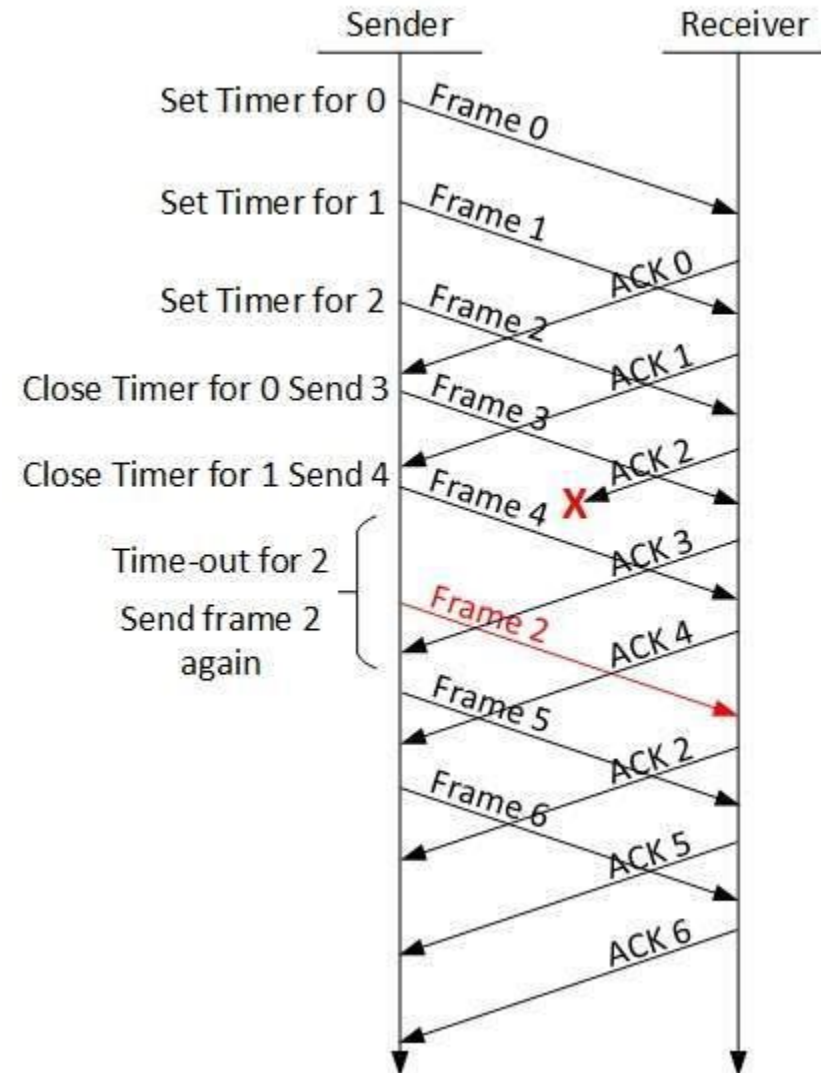 Sender
Receiver
Set Timer for 0
Frame 0
Set Timer for 1
Frame 1
ACK 0
Set Timer for 2
Frame 2
ACK 1
Close Timer for 0 Send 3
Frame 3
ACK 2
Close Timer for 1 Send 4
Frame 4
X
ACK 3
Time-out for 2
Send frame 2
again
Frame 2
ACK 4
Frame 5
ACK 2
Frame 6
ACK 5
ACK 6